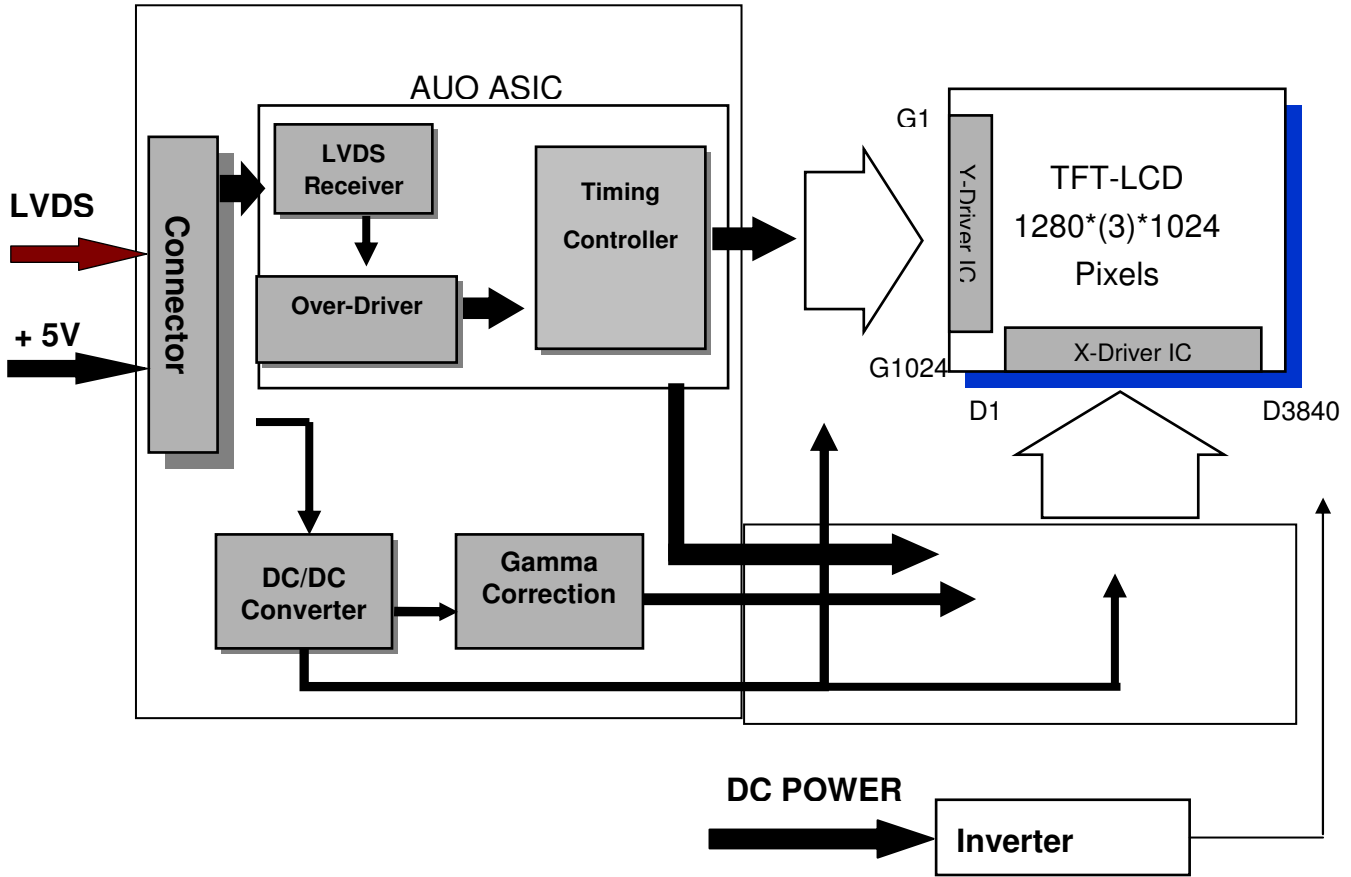 AUO ASIC
LVDS
+ 5V
Connector
LVDS
Receiver
Over-Driver
Timing
Controller
DC/DC
Converter
Gamma
Correction
G1
G1024
Y-Driver IC
TFT-LCD
1280*(3)*1024
Pixels
X-Driver IC
D1
D3840
DC POWER
Inverter